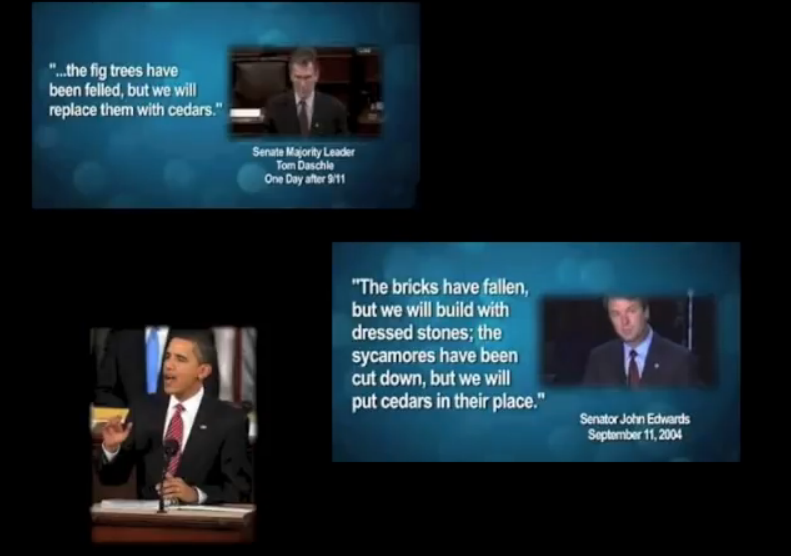 "...the fig trees have
been felled, but we will
replace them with cedars."
Senate Majority Leader
Tom Daschle
One Day after 9/11
"The bricks have fallen,
but we will build with
dressed stones; the
sycamores have been
cut down, but we will
put cedars in their place."
Senator John Edwards
September 11, 2004